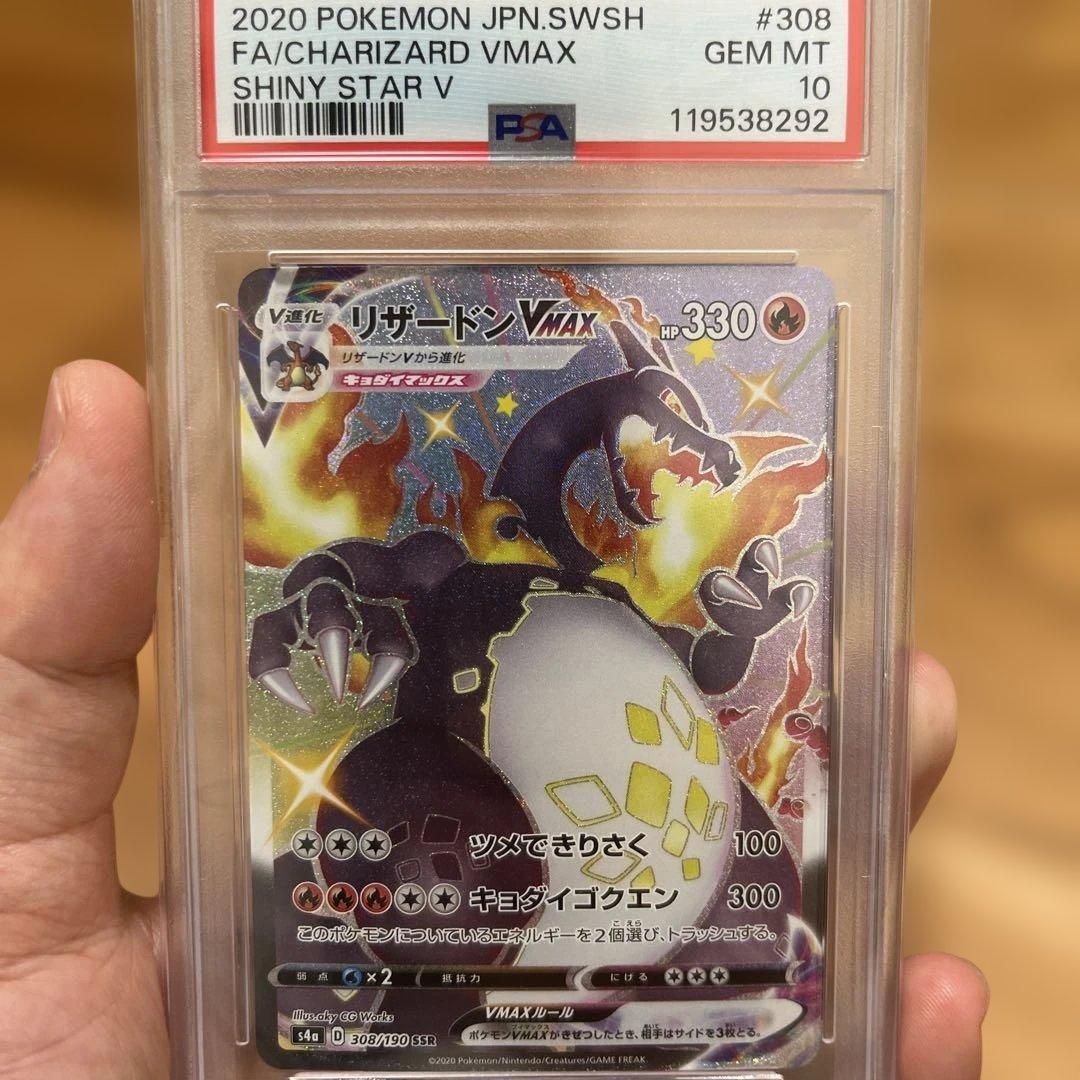 2020 POKEMON JPN.SWSH #308
FA/CHARIZARD VMAX GEM MT
SHINY STAR V 10
PSA 119538292
V進化 リザードンVMAX HP330
リザードンVから進化
キョダイマックス
ツメできりさく 100
キョダイゴクエン 300
このポケモンについているエネルギーを2個選び、トラッシュする。
弱点 ×2 抵抗力 にげる
Illus.aky CG Works VMAXルール
ポケモンVMAXがきぜつしたとき、相手はサイドを3枚とる。
s4a D 308/190 SSR
©2020 Pokémon/Nintendo/Creatures/GAME FREAK.